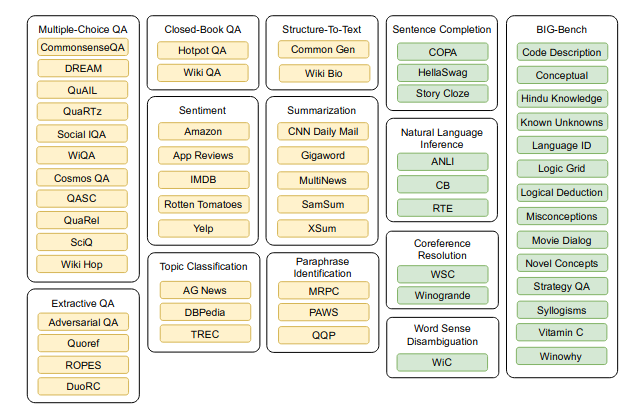 Multiple-Choice QA
CommonsenseQA
DREAM
QuAIL
QuaRTz
Social IQA
WiQA
Cosmos QA
QASC
QuaRel
SciQ
Wiki Hop
Extractive QA
Adversarial QA
Quoref
ROPES
DuoRC
Closed-Book QA
Hotpot QA
Wiki QA
Sentiment
Amazon
App Reviews
IMDB
Rotten Tomatoes
Yelp
Topic Classification
AG News
DBPedia
TREC
Structure-To-Text
Common Gen
Wiki Bio
Summarization
CNN Daily Mail
Gigaword
MultiNews
SamSum
XSum
Paraphrase
Identification
MRPC
PAWS
QQP
Sentence Completion
COPA
HellaSwag
Story Cloze
Natural Language
Inference
ANLI
CB
RTE
Coreference
Resolution
WSC
Winogrande
Word Sense
Disambiguation
WiC
BIG-Bench
Code Description
Conceptual
Hindu Knowledge
Known Unknowns
Language ID
Logic Grid
Logical Deduction
Misconceptions
Movie Dialog
Novel Concepts
Strategy QA
Syllogisms
Vitamin C
Winowhy